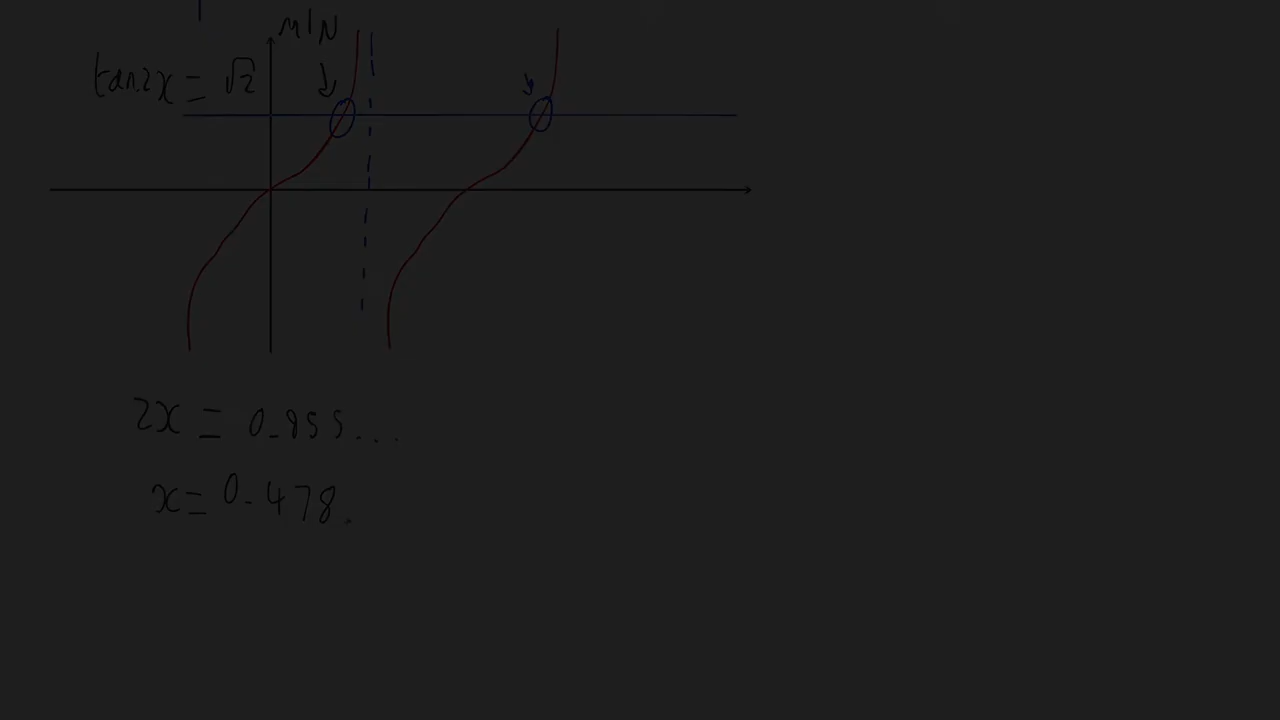 MIN
tan2x = √2
2x = 0.955...
x = 0.478.